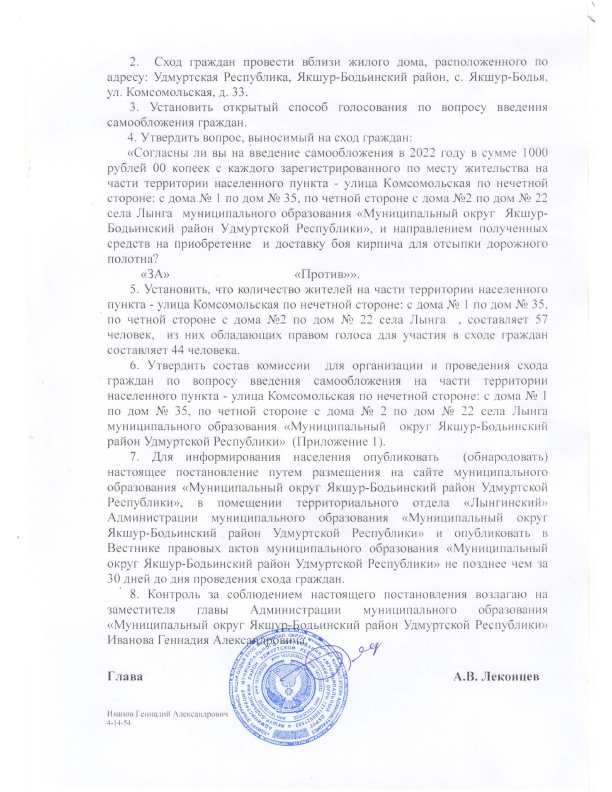 2. Сход граждан провести вблизи жилого дома, расположенного по
адресу: Удмуртская Республика, Якшур-Бодьинский район, с. Якшур-Бодья,
ул. Комсомольская, д. 33.
3. Установить открытый способ голосования по вопросу введения
самообложения граждан.
4. Утвердить вопрос, выносимый на сход граждан:
«Согласны ли вы на введение самообложения в 2022 году в сумме 1000
рублей 00 копеек с каждого зарегистрированного по месту жительства на
части территории населенного пункта - улица Комсомольская по нечетной
стороне: с дома № 1 по дом № 35, по четной стороне с дома №2 по дом № 22
села Лынга муниципального образования «Муниципальный округ Якшур-
Бодьинский район Удмуртской Республики», и направлением полученных
средств на приобретение и доставку боя кирпича для отсыпки дорожного
полотна?
«ЗА» «Против»».
5. Установить, что количество жителей на части территории населенного
пункта - улица Комсомольская по нечетной стороне: с дома № 1 по дом № 35,
по четной стороне с дома №2 по дом № 22 села Лынга , составляет 57
человек, из них обладающих правом голоса для участия в сходе граждан
составляет 44 человека.
6. Утвердить состав комиссии для организации и проведения схода
граждан по вопросу введения самообложения на части территории
населенного пункта - улица Комсомольская по нечетной стороне: с дома № 1
по дом № 35, по четной стороне с дома № 2 по дом № 22 села Лынга
муниципального образования «Муниципальный округ Якшур-Бодьинский
район Удмуртской Республики» (Приложение 1).
7. Для информирования населения опубликовать (обнародовать)
настоящее постановление путем размещения на сайте муниципального
образования «Муниципальный округ Якшур-Бодьинский район Удмуртской
Республики», в помещении территориального отдела «Лынгинский»
Администрации муниципального образования «Муниципальный округ
Якшур-Бодьинский район Удмуртской Республики» и опубликовать в
Вестнике правовых актов муниципального образования «Муниципальный
округ Якшур-Бодьинский район Удмуртской Республики» не позднее чем за
30 дней до дня проведения схода граждан.
8. Контроль за соблюдением настоящего постановления возлагаю на
заместителя главы Администрации муниципального образования
«Муниципальный округ Якшур-Бодьинский район Удмуртской Республики»
Иванова Геннадия Александровича.
Глава А.В. Леконцев
Иванов Геннадий Александрович
4-14-54